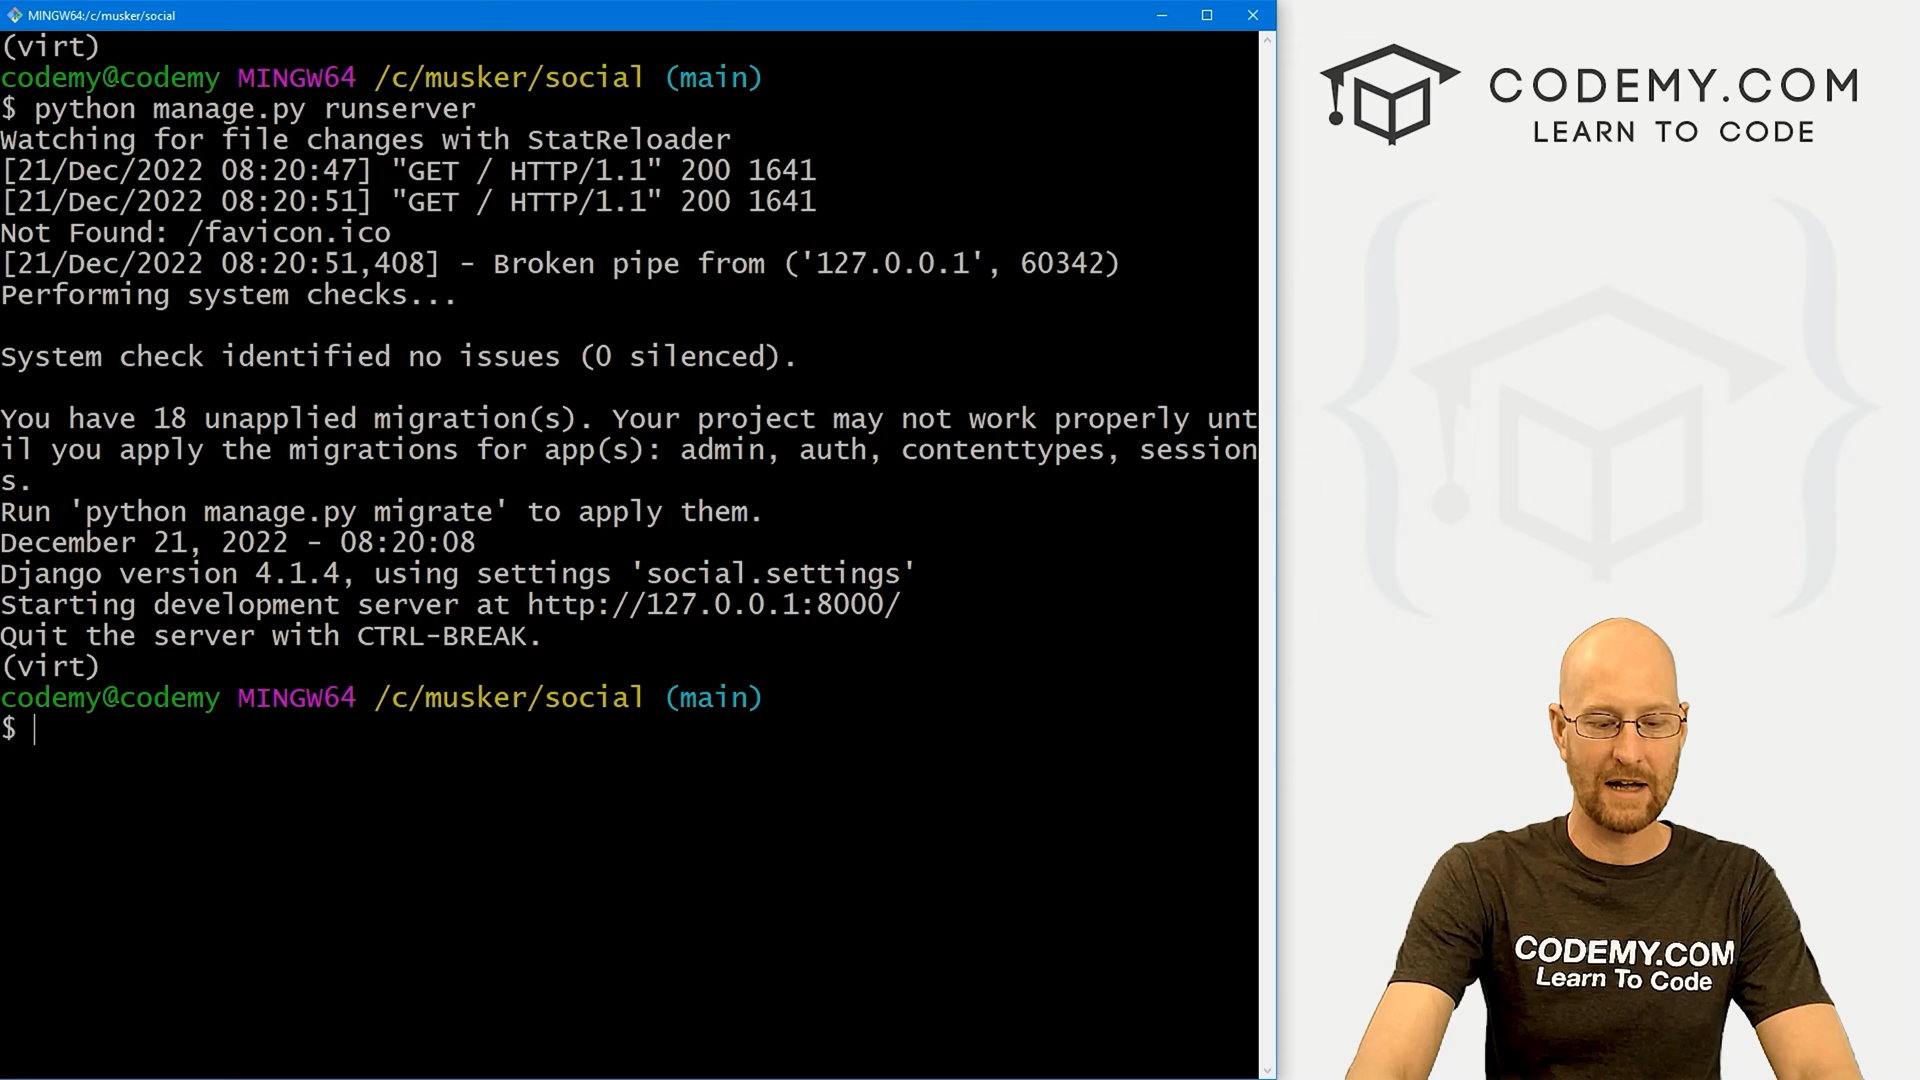 MINGW64:/c/musker/social
(virt)
codemy@codemy MINGW64 /c/musker/social (main)
$ python manage.py runserver
Watching for file changes with StatReloader
[21/Dec/2022 08:20:47] "GET / HTTP/1.1" 200 1641
[21/Dec/2022 08:20:51] "GET / HTTP/1.1" 200 1641
Not Found: /favicon.ico
[21/Dec/2022 08:20:51,408] - Broken pipe from ('127.0.0.1', 60342)
Performing system checks...
System check identified no issues (0 silenced).
You have 18 unapplied migration(s). Your project may not work properly unt
il you apply the migrations for app(s): admin, auth, contenttypes, session
s.
Run 'python manage.py migrate' to apply them.
December 21, 2022 - 08:20:08
Django version 4.1.4, using settings 'social.settings'
Starting development server at http://127.0.0.1:8000/
Quit the server with CTRL-BREAK.
(virt)
codemy@codemy MINGW64 /c/musker/social (main)
$
CODEMY.COM
LEARN TO CODE
CODEMY.COM
Learn To Code